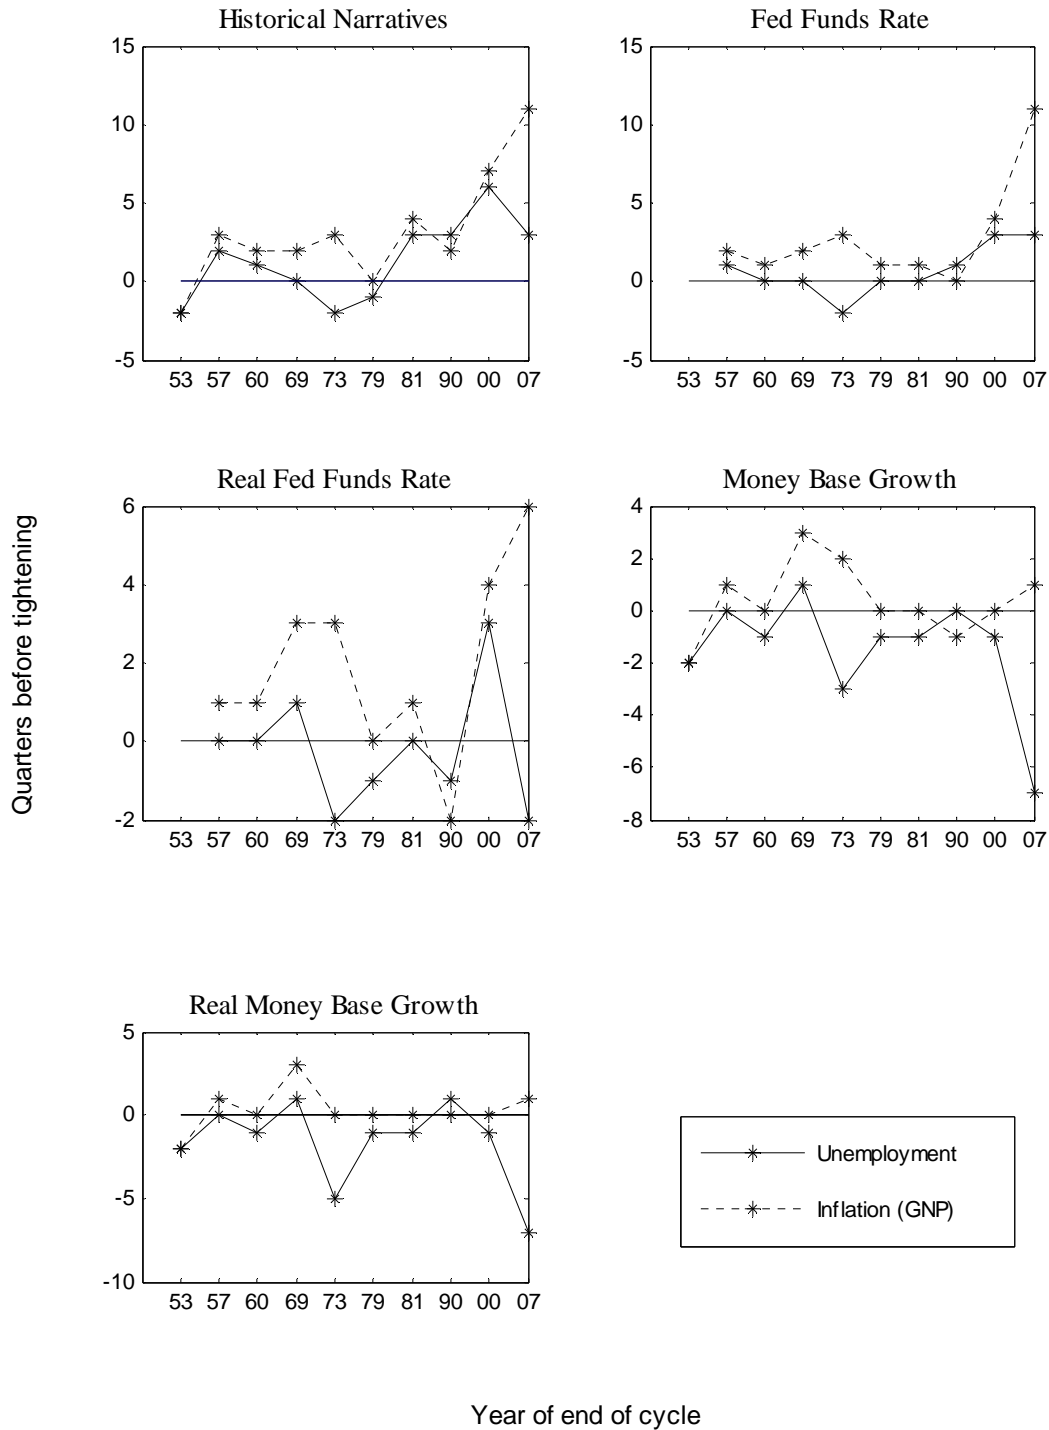 Historical Narratives
15
10
5
0
-5
53 57 60 69 73 79 81 90 00 07
Fed Funds Rate
15
10
5
0
-5
53 57 60 69 73 79 81 90 00 07
Quarters before tightening
Real Fed Funds Rate
6
4
2
0
-2
53 57 60 69 73 79 81 90 00 07
Money Base Growth
4
2
0
-2
-4
-6
-8
53 57 60 69 73 79 81 90 00 07
Real Money Base Growth
5
0
-5
-10
53 57 60 69 73 79 81 90 00 07
Unemployment
Inflation (GNP)
Year of end of cycle